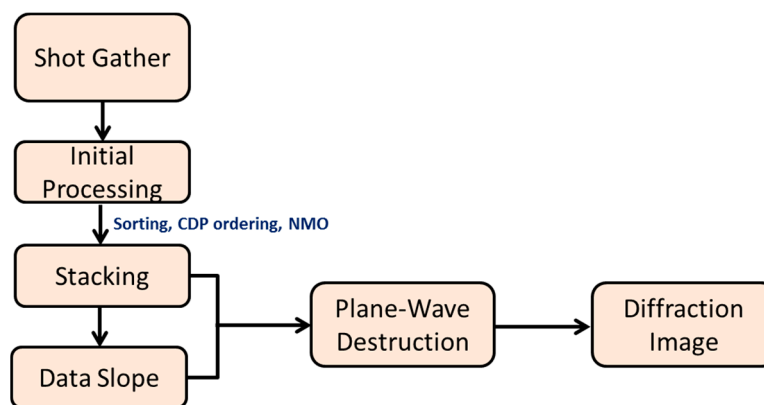 Shot Gather
Initial
Processing
Sorting, CDP ordering, NMO
Stacking
Data Slope
Plane-Wave
Destruction
Diffraction
Image